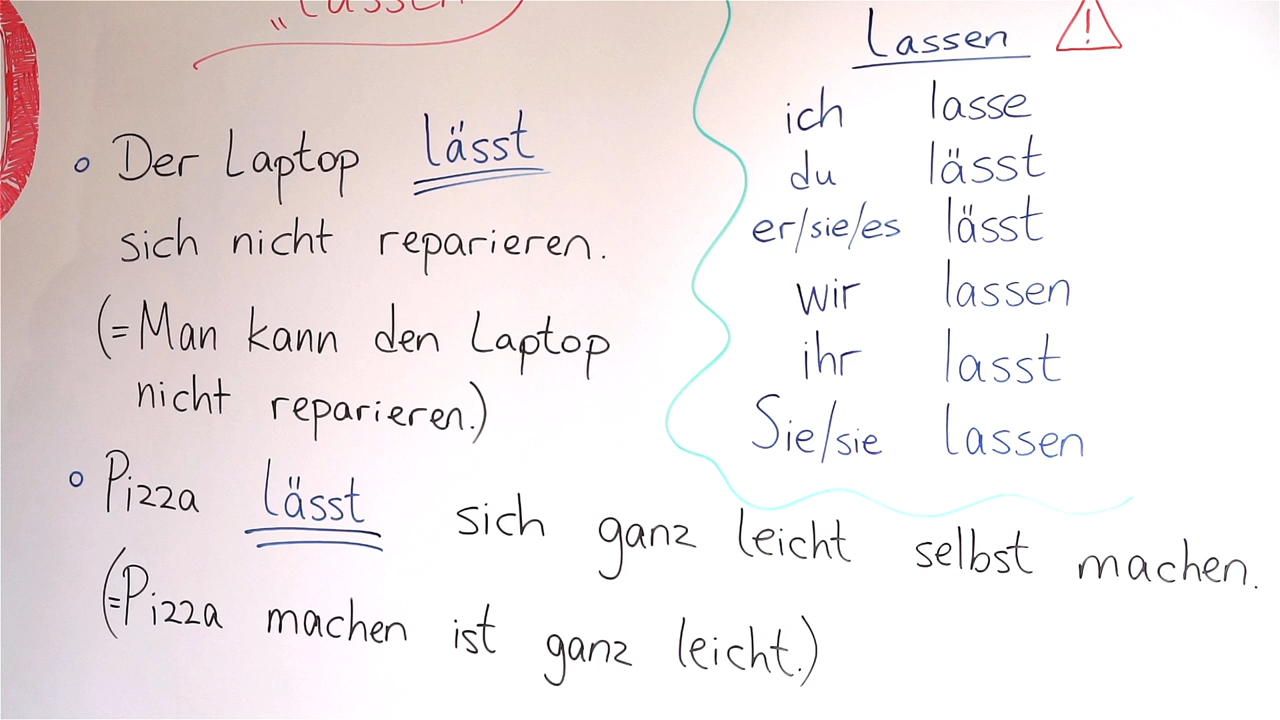 „lassen
• Der Laptop lässt
sich nicht reparieren.
(=Man kann den Laptop
nicht reparieren.)
• Pizza lässt sich ganz leicht selbst machen.
(=Pizza machen ist ganz leicht.)
Lassen !
ich lasse
du lässt
er/sie/es lässt
wir lassen
ihr lasst
Sie/sie lassen